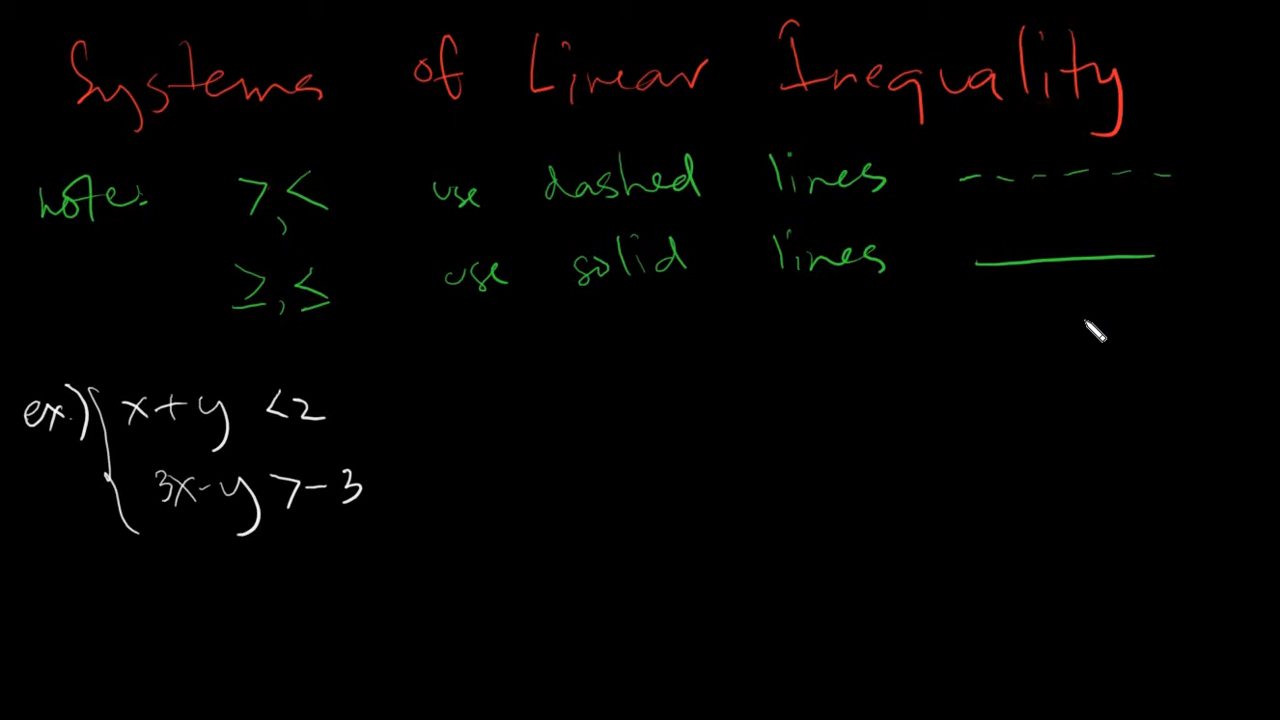 Systems of Linear Inequality
note: >, < use dashed lines
≥, ≤ use solid lines
ex.) x+y <2
3x-y >-3